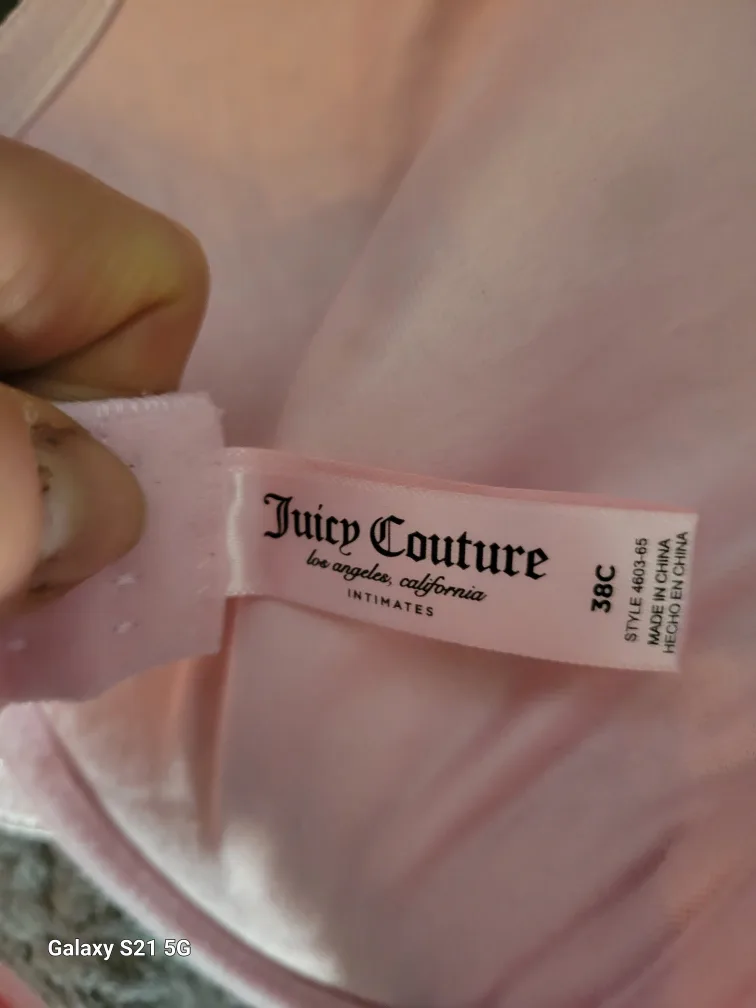 Juicy Couture
los angeles, california
INTIMATES
38C
STYLE 4603-65
MADE IN CHINA
HECHO EN CHINA
Galaxy S21 5G